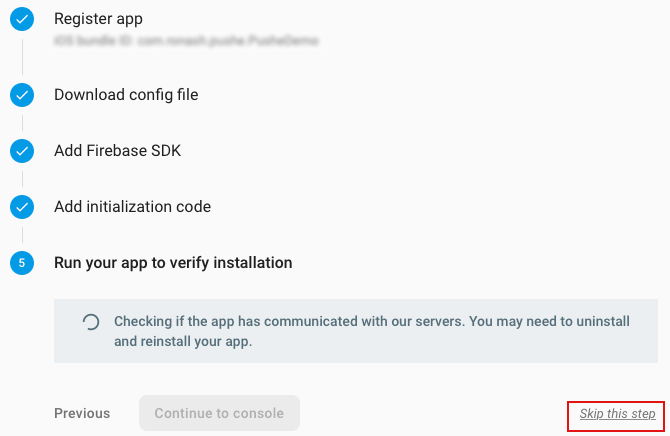 Register app
iOS bundle ID: com.ronash.pushe.PusheDemo
Download config file
Add Firebase SDK
Add initialization code
5 Run your app to verify installation
Checking if the app has communicated with our servers. You may need to uninstall
and reinstall your app.
Previous Continue to console Skip this step